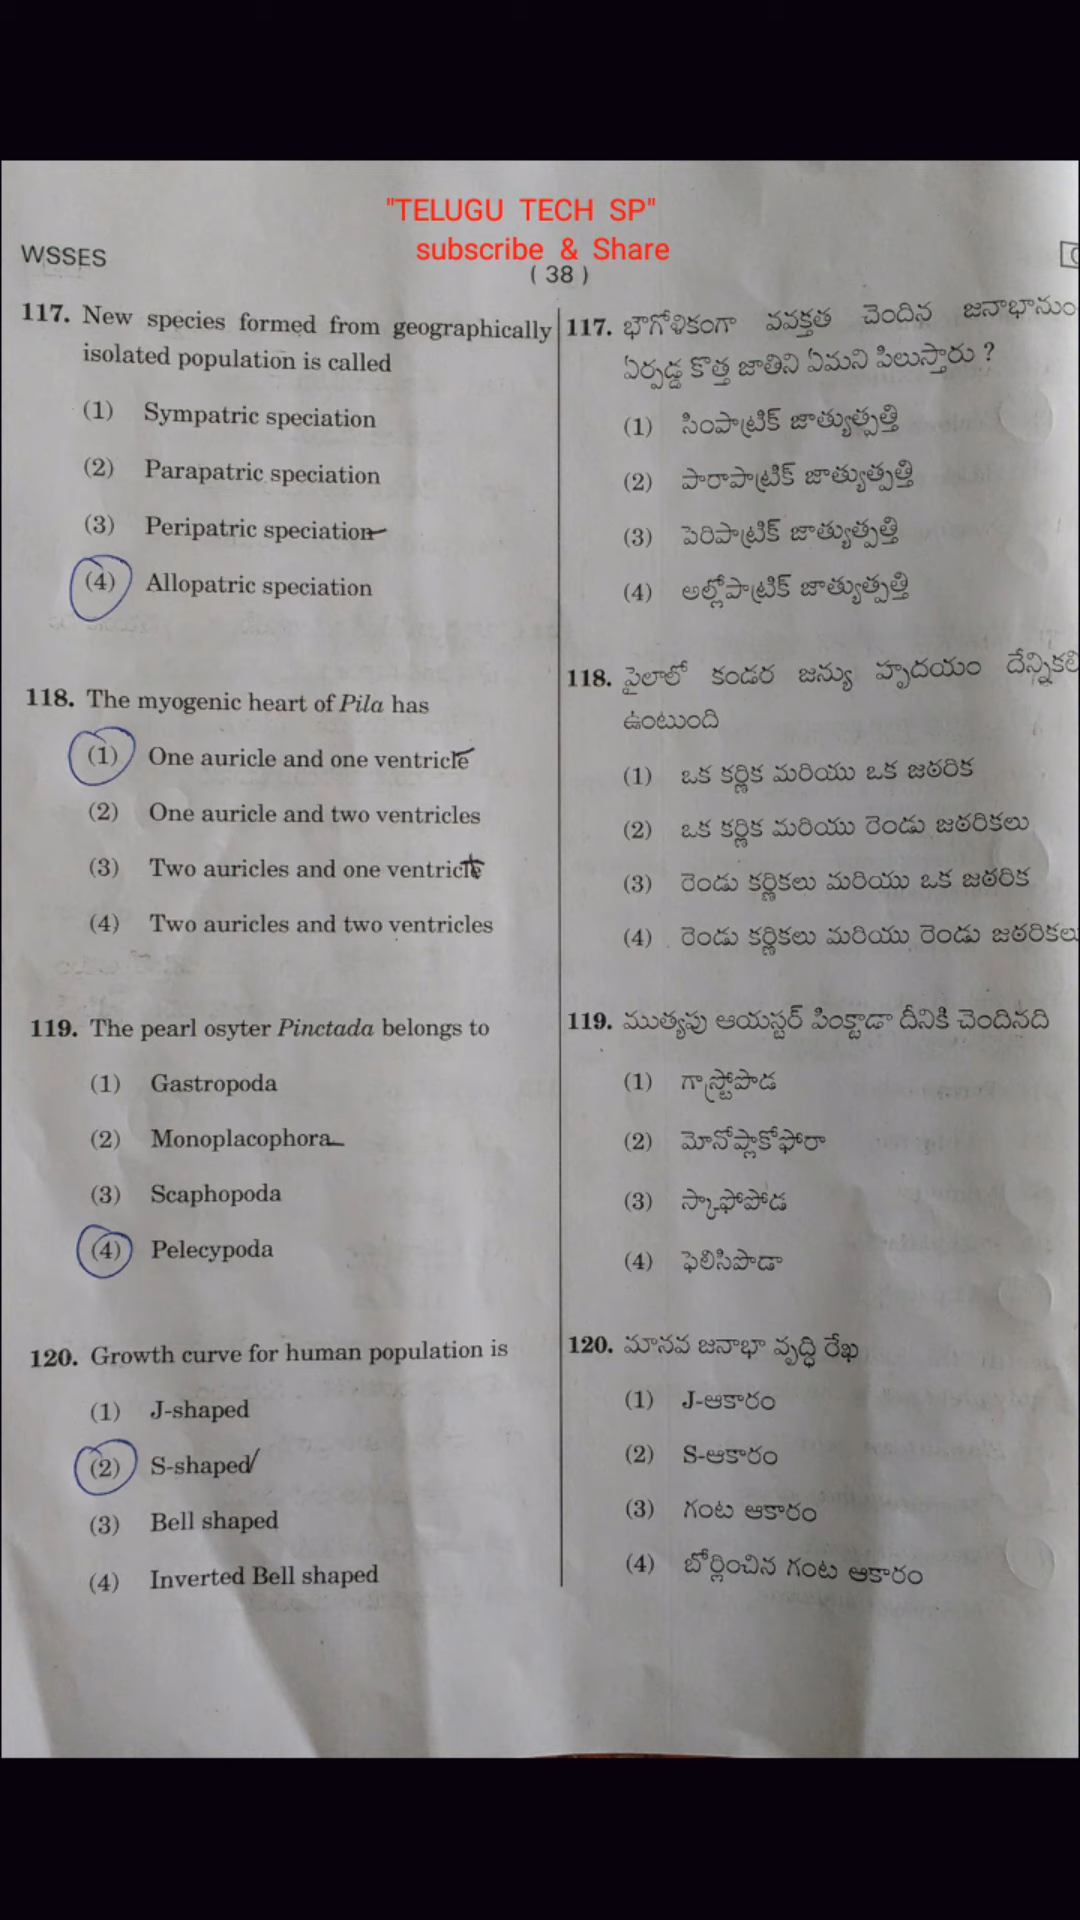 "TELUGU TECH SP"
subscribe & Share
WSSES
( 38 )
117. New species formed from geographically
isolated population is called
(1) Sympatric speciation
(2) Parapatric speciation
(3) Peripatric speciation
(4) Allopatric speciation
118. The myogenic heart of Pila has
(1) One auricle and one ventricle
(2) One auricle and two ventricles
(3) Two auricles and one ventricle
(4) Two auricles and two ventricles
119. The pearl osyter Pinctada belongs to
(1) Gastropoda
(2) Monoplacophora
(3) Scaphopoda
(4) Pelecypoda
120. Growth curve for human population is
(1) J-shaped
(2) S-shaped
(3) Bell shaped
(4) Inverted Bell shaped
117. భౌగోళికంగా వివక్తత చెందిన జనాభానుం
ఏర్పడ్డ కొత్త జాతిని ఏమని పిలుస్తారు ?
(1) సింపాట్రిక్ జాత్యుత్పత్తి
(2) పారాపాట్రిక్ జాత్యుత్పత్తి
(3) పెరిపాట్రిక్ జాత్యుత్పత్తి
(4) అల్లోపాట్రిక్ జాత్యుత్పత్తి
118. పైలాలో కండర జన్యు హృదయం దేన్నికలి
ఉంటుంది
(1) ఒక కర్ణిక మరియు ఒక జఠరిక
(2) ఒక కర్ణిక మరియు రెండు జఠరికలు
(3) రెండు కర్ణికలు మరియు ఒక జఠరిక
(4) రెండు కర్ణికలు మరియు రెండు జఠరికలు
119. ముత్యపు ఆయిస్టర్ పింక్టాడా దీనికి చెందినది
(1) గాస్ట్రోపొడ
(2) మోనోప్లాకోఫోరా
(3) స్కాఫోపోడ
(4) ఫెలిసిపొడా
120. మానవ జనాభా వృద్ధి రేఖ
(1) J-ఆకారం
(2) S-ఆకారం
(3) గంట ఆకారం
(4) బోర్లించిన గంట ఆకారం